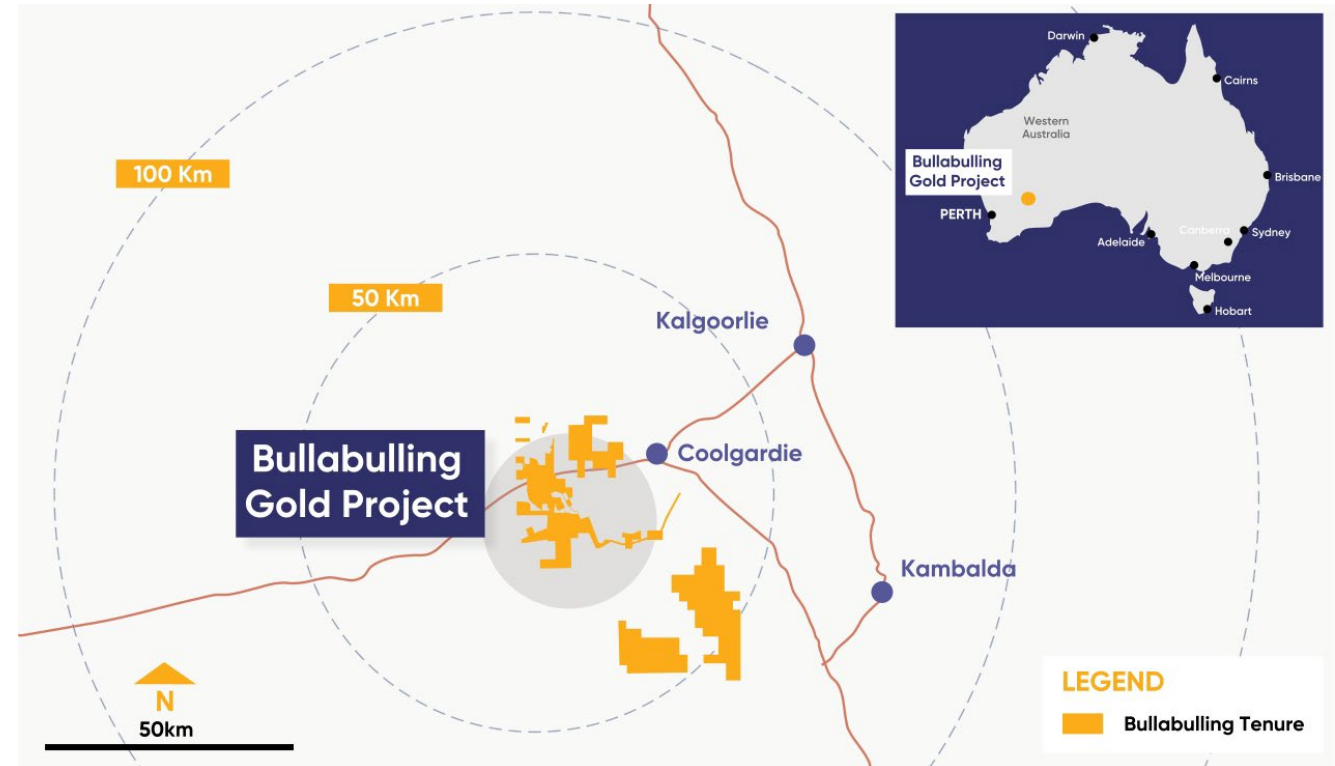 100 Km
50 Km
Kalgoorlie
Coolgardie
Kambalda
Bullabulling
Gold Project
N
50km
Darwin
Cairns
Western
Australia
Bullabulling
Gold Project
Brisbane
PERTH
Adelaide
Canberra
Sydney
Melbourne
Hobart
LEGEND
Bullabulling Tenure